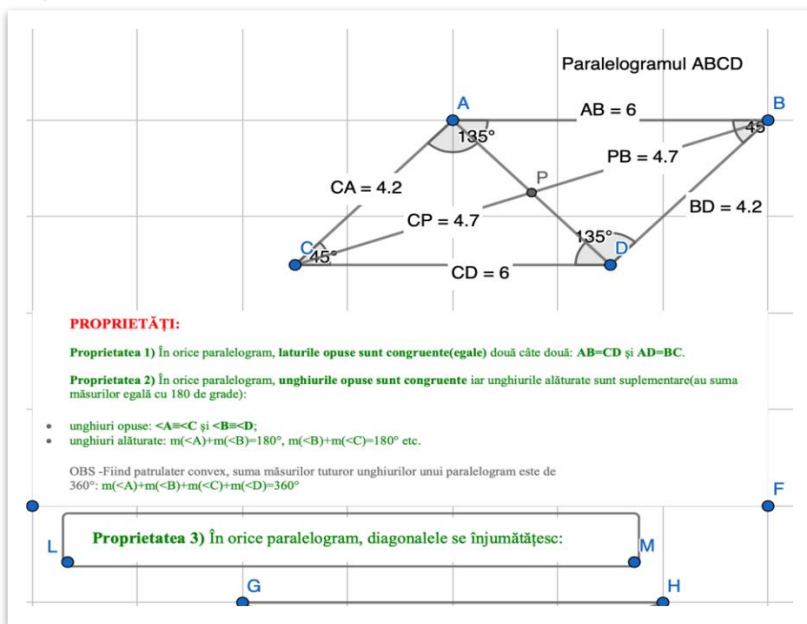 Paralelogramul ABCD
A
AB = 6
B
135°
45°
P
PB = 4.7
CA = 4.2
BD = 4.2
CP = 4.7
135°
C
D
45°
CD = 6
PROPRIETĂȚI:
Proprietatea 1) În orice paralelogram, laturile opuse sunt congruente(egale) două câte două: AB=CD și AD=BC.
Proprietatea 2) În orice paralelogram, unghiurile opuse sunt congruente iar unghiurile alăturate sunt suplementare(au suma
măsurilor egală cu 180 de grade):
• unghiuri opuse: <A≡<C și <B≡<D;
• unghiuri alăturate: m(<A)+m(<B)=180°, m(<B)+m(<C)=180° etc.
OBS -Fiind patrulater convex, suma măsurilor tuturor unghiurilor unui paralelogram este de
360°: m(<A)+m(<B)+m(<C)+m(<D)=360°
F
Proprietatea 3) În orice paralelogram, diagonalele se înjumătățesc:
L
M
G
H